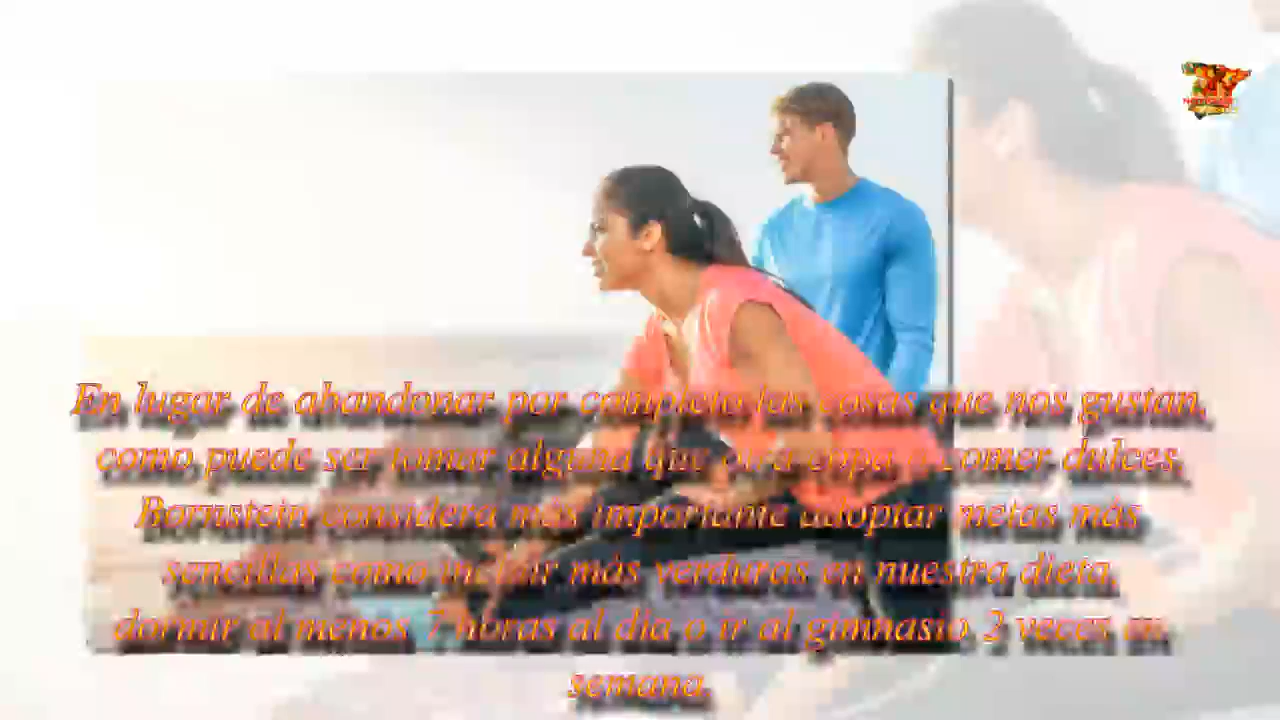 En lugar de abandonar por completo las cosas que nos gustan,
como puede ser tomar alguna que otra copa o comer dulces,
Bornstein considera más importante adoptar metas más
sencillas como incluir más verduras en nuestra dieta,
dormir al menos 7 horas al día o ir al gimnasio 2 veces en
semana.